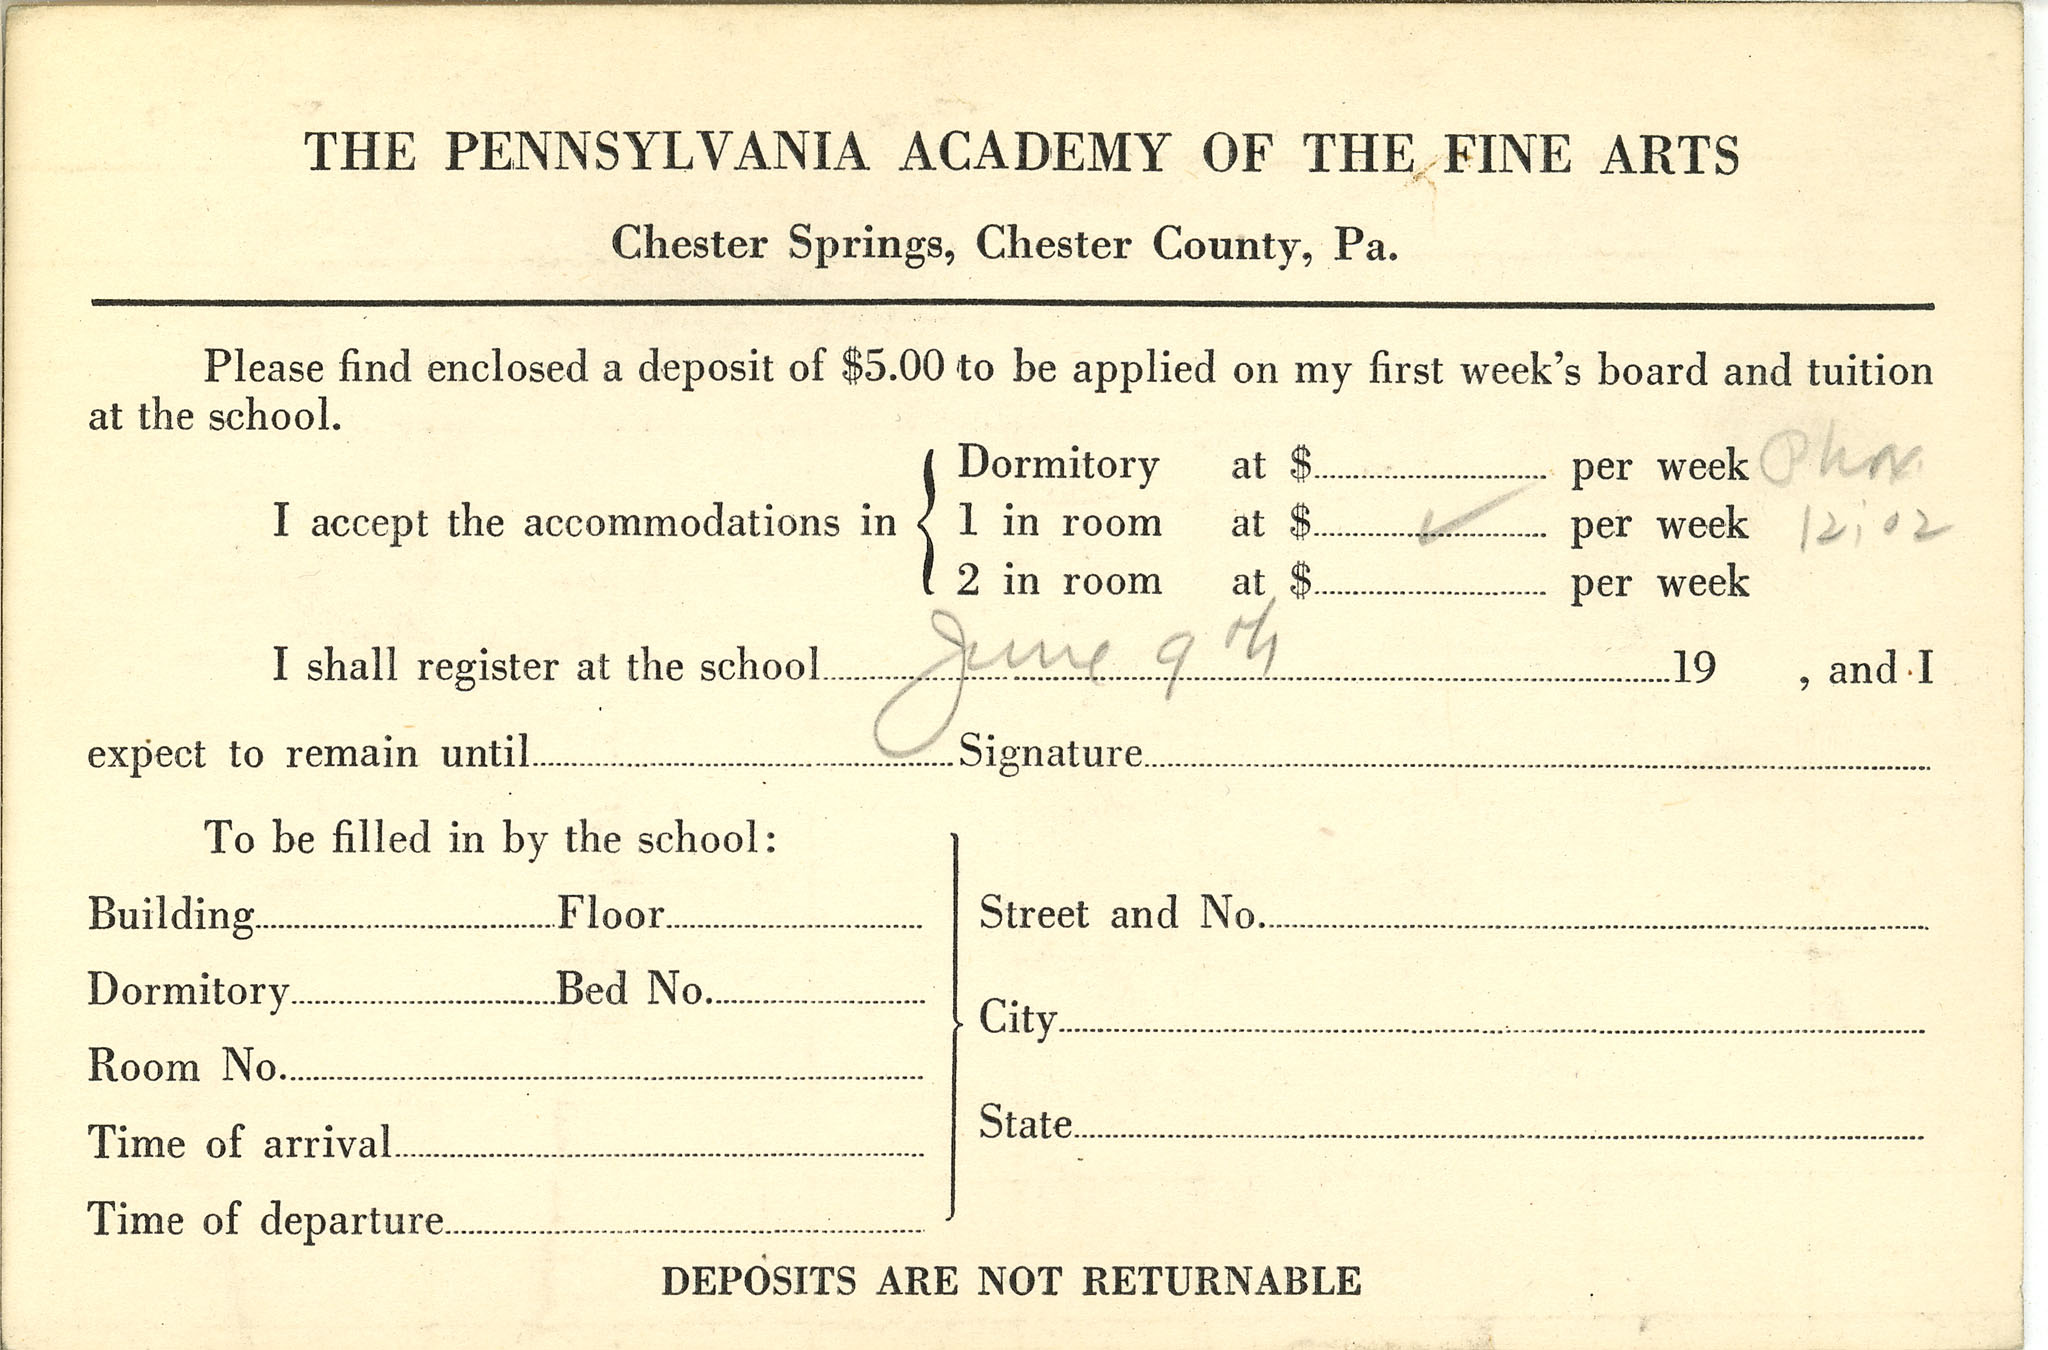 THE PENNSYLVANIA ACADEMY OF THE FINE ARTS
Chester Springs, Chester County, Pa.
Please find enclosed a deposit of $5.00 to be applied on my first week's board and tuition
at the school.
Dormitory at $ per week
I accept the accommodations in 1 in room at $ ✓ per week 12;02
2 in room at $ per week
I shall register at the school June 9th 19 , and I
expect to remain until Signature
To be filled in by the school:
Building Floor Street and No.
Dormitory Bed No.
City
Room No.
State
Time of arrival
Time of departure
DEPOSITS ARE NOT RETURNABLE